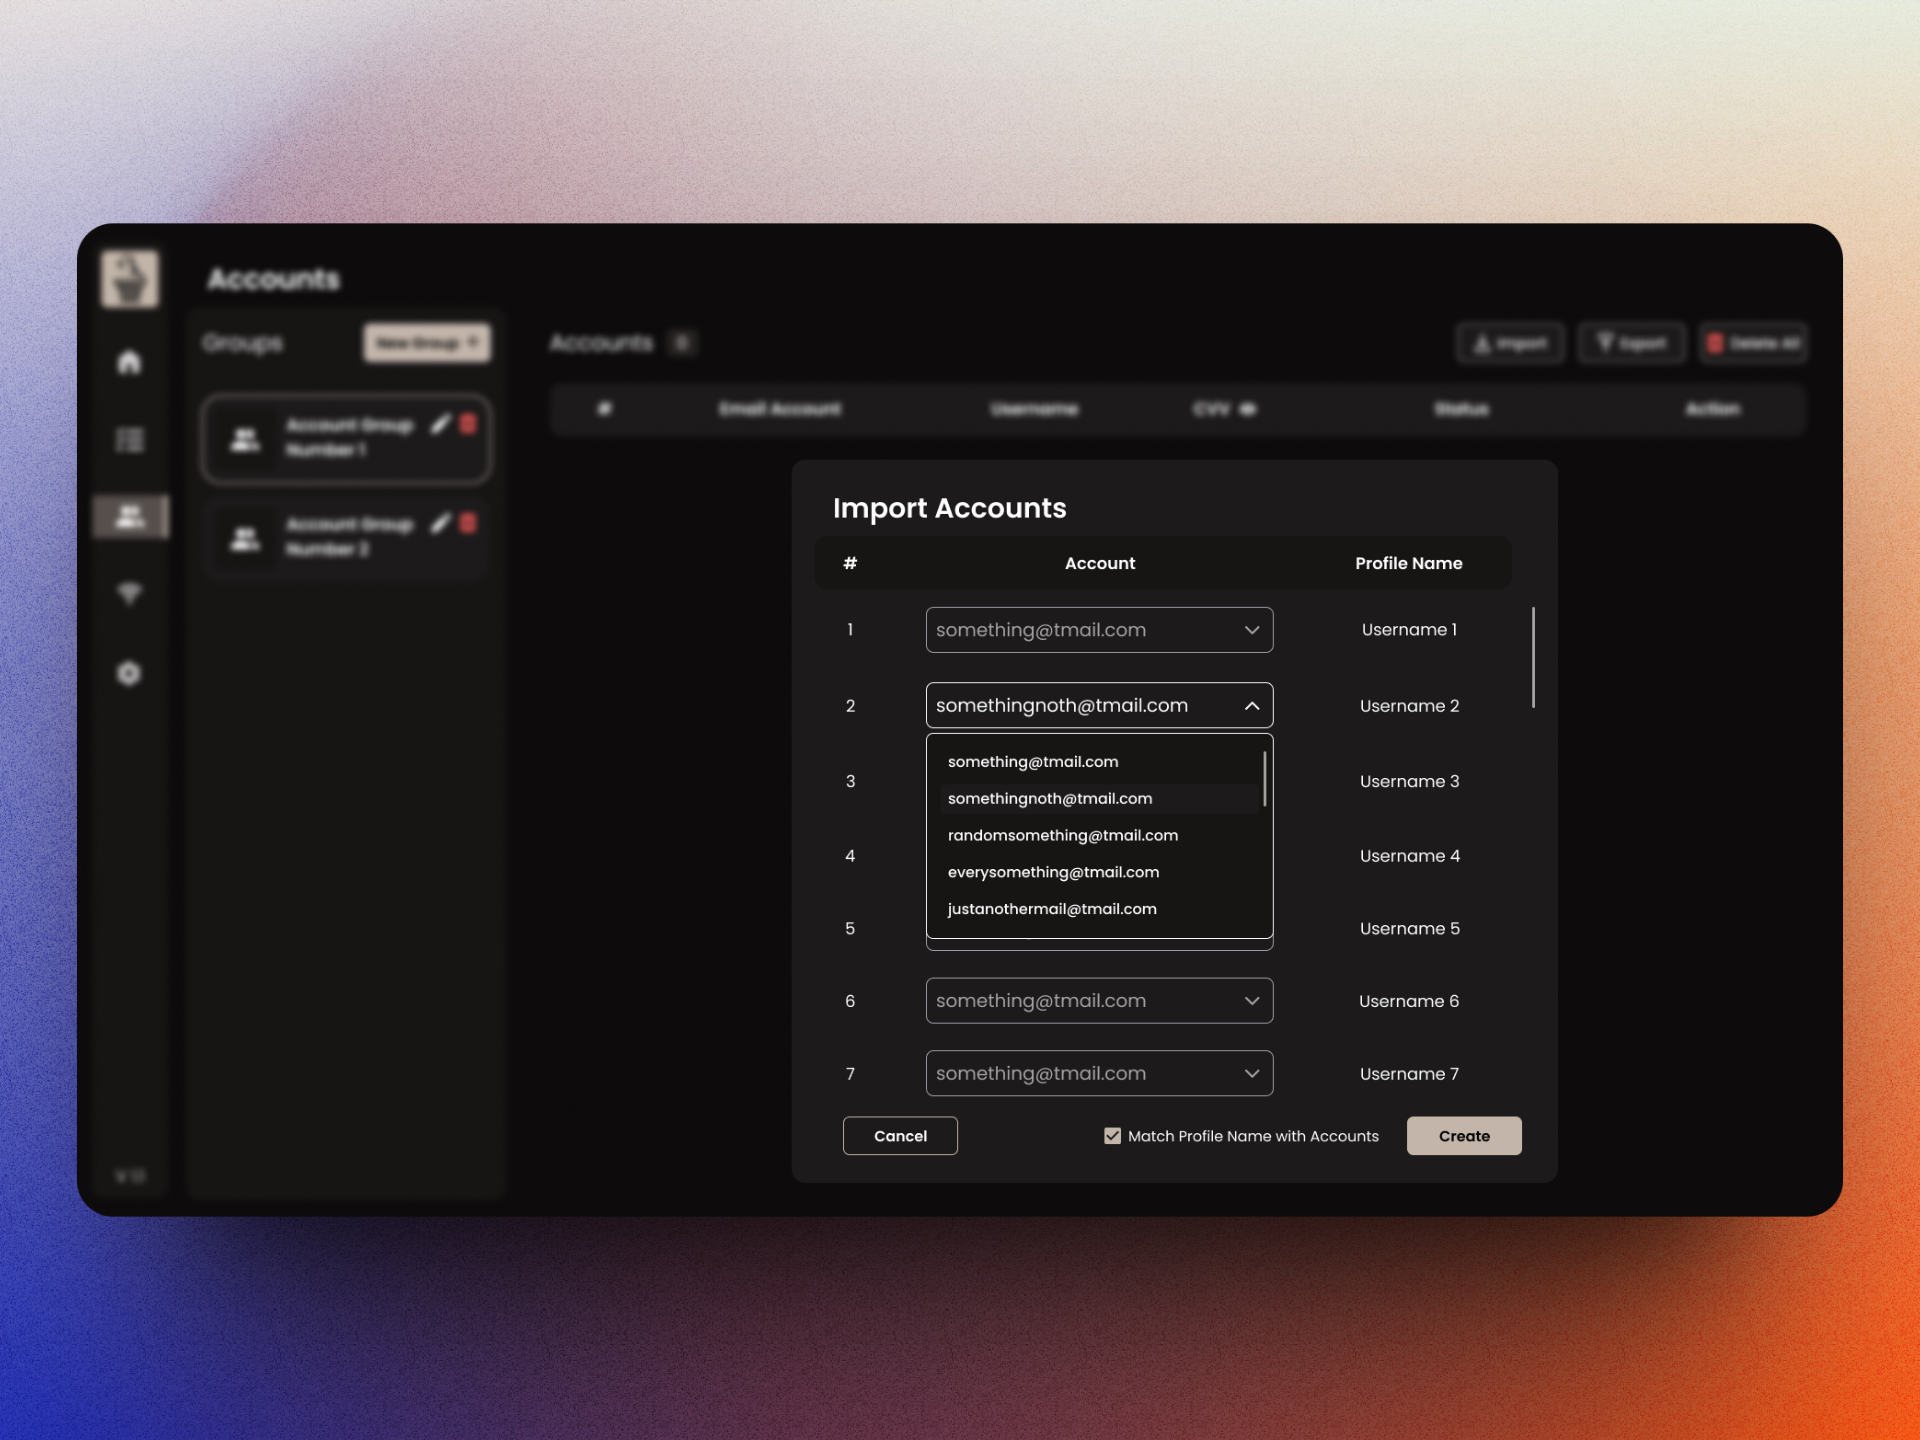 Accounts
Groups
New Group +
Account Group
Number 1
Account Group
Number 2
Accounts 0
Import
Export
Delete All
# Email Account Username CVV Status Action
Import Accounts
# Account Profile Name
1 something@tmail.com Username 1
2 somethingnoth@tmail.com Username 2
something@tmail.com
3 Username 3
somethingnoth@tmail.com
randomsomething@tmail.com
4 Username 4
everysomething@tmail.com
justanothermail@tmail.com
5 Username 5
6 something@tmail.com Username 6
7 something@tmail.com Username 7
Cancel
Match Profile Name with Accounts
Create